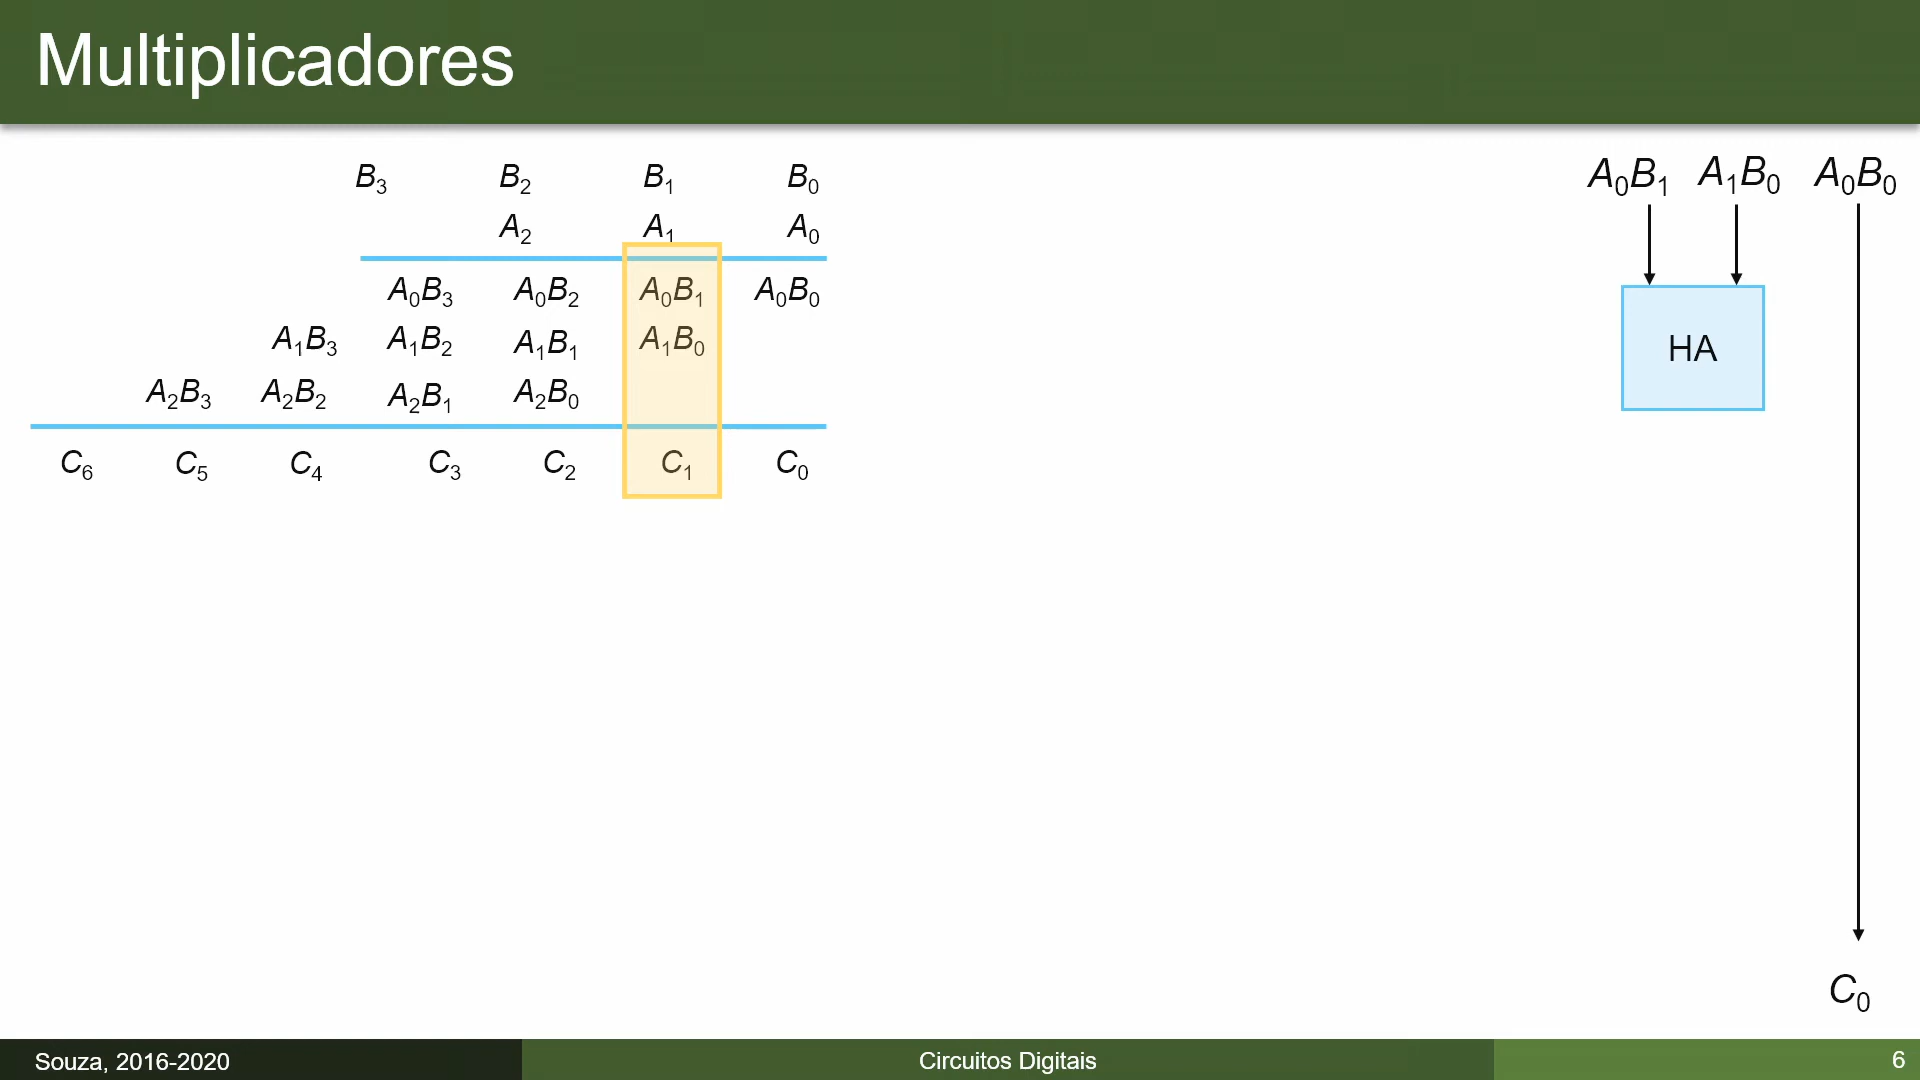 Multiplicadores
B₃ B₂ B₁ B₀
A₂ A₁ A₀
A₀B₃ A₀B₂ A₀B₁ A₀B₀
A₁B₃ A₁B₂ A₁B₁ A₁B₀
A₂B₃ A₂B₂ A₂B₁ A₂B₀
C₆ C₅ C₄ C₃ C₂ C₁ C₀
A₀B₁ A₁B₀ A₀B₀
HA
C₀
Souza, 2016-2020
Circuitos Digitais
6